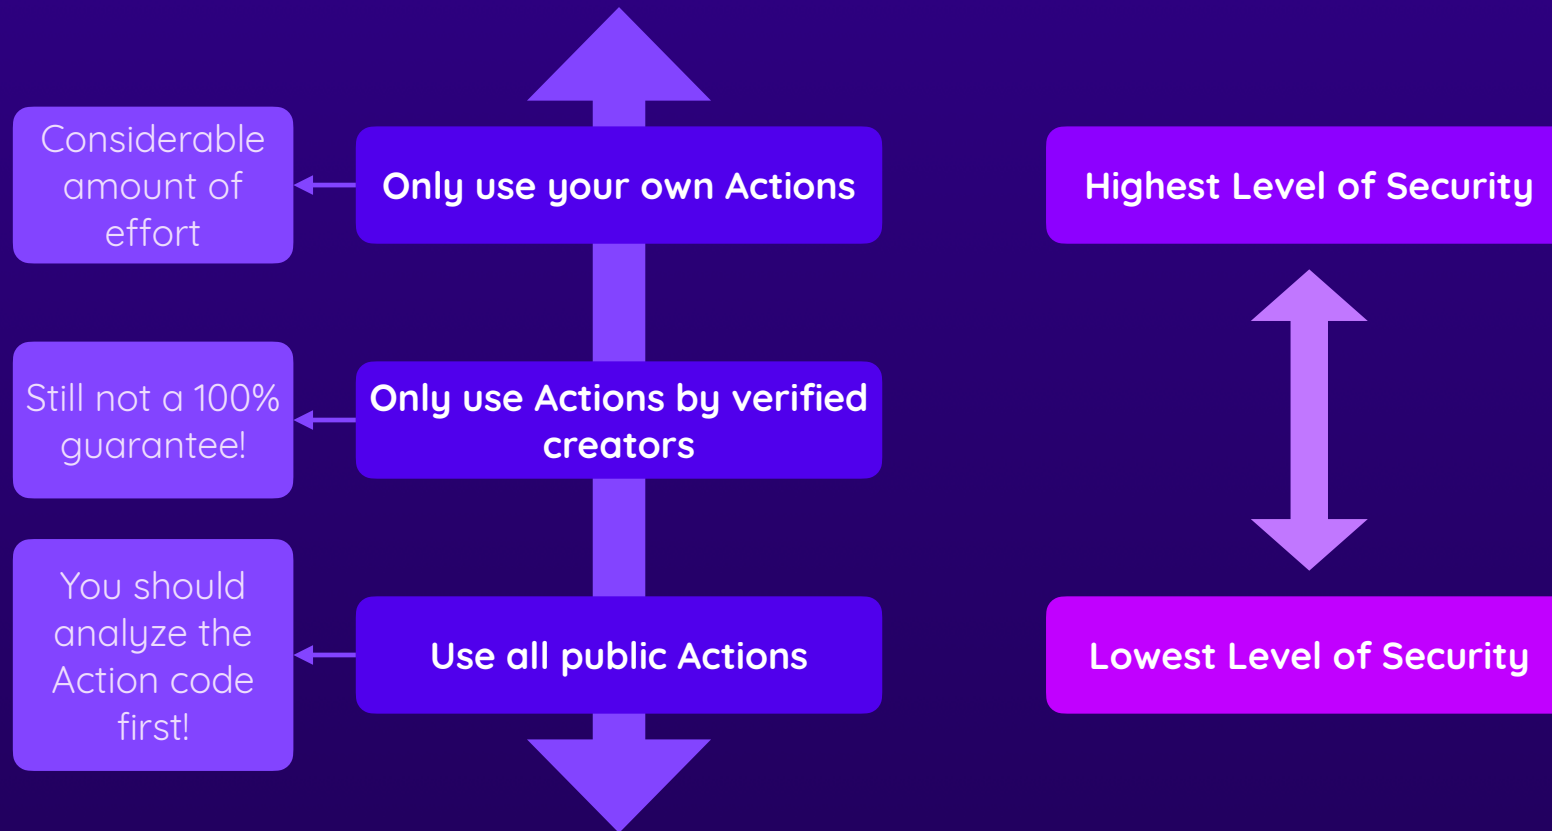 Considerable
amount of
effort
Only use your own Actions
Highest Level of Security
Still not a 100%
guarantee!
Only use Actions by verified
creators
You should
analyze the
Action code
first!
Use all public Actions
Lowest Level of Security